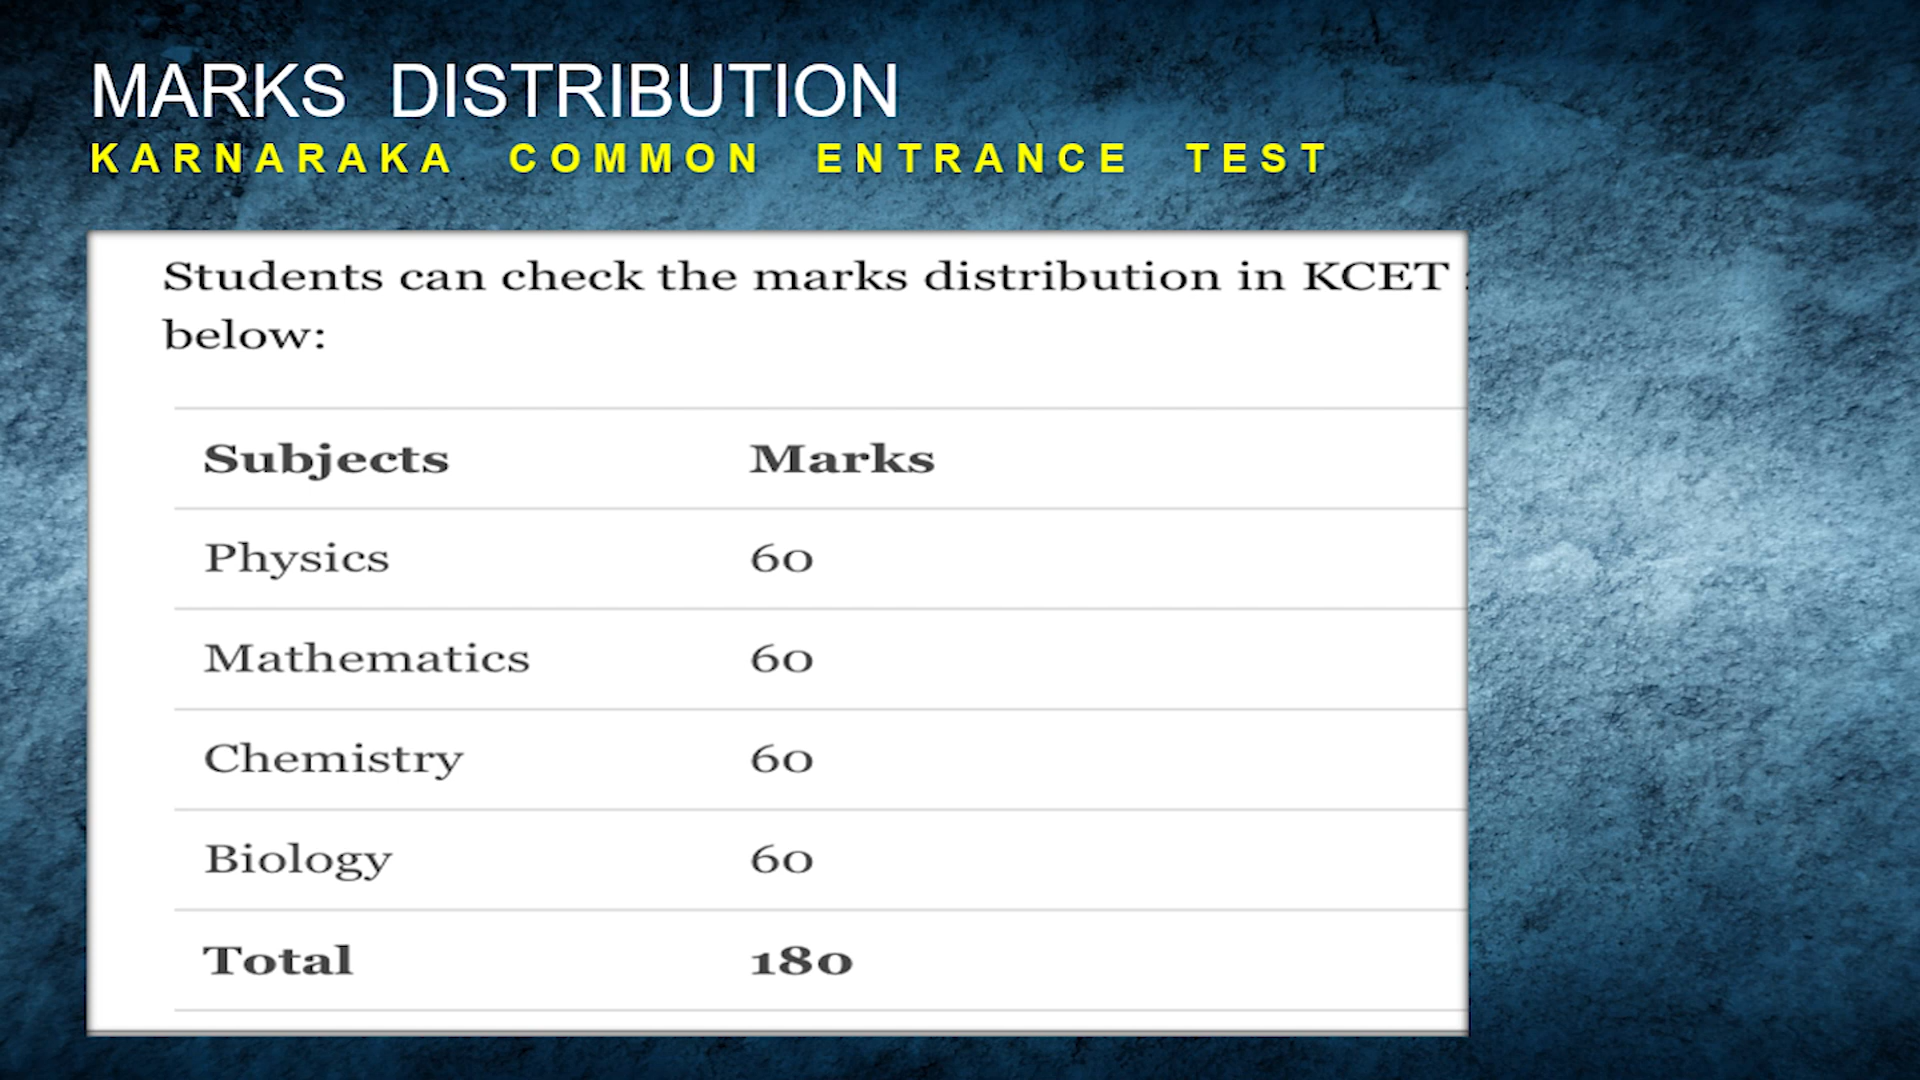 MARKS DISTRIBUTION
KARNARAKA COMMON ENTRANCE TEST
Students can check the marks distribution in KCET
below:
Subjects Marks
Physics 60
Mathematics 60
Chemistry 60
Biology 60
Total 180